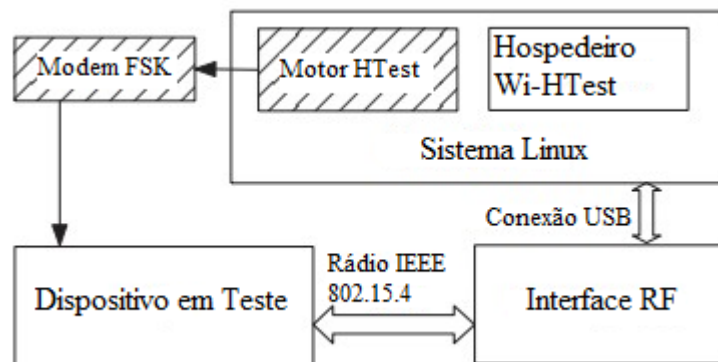 Modem FSK
Motor HTest
Hospedeiro
Wi-HTest
Sistema Linux
Conexão USB
Dispositivo em Teste
Rádio IEEE
802.15.4
Interface RF